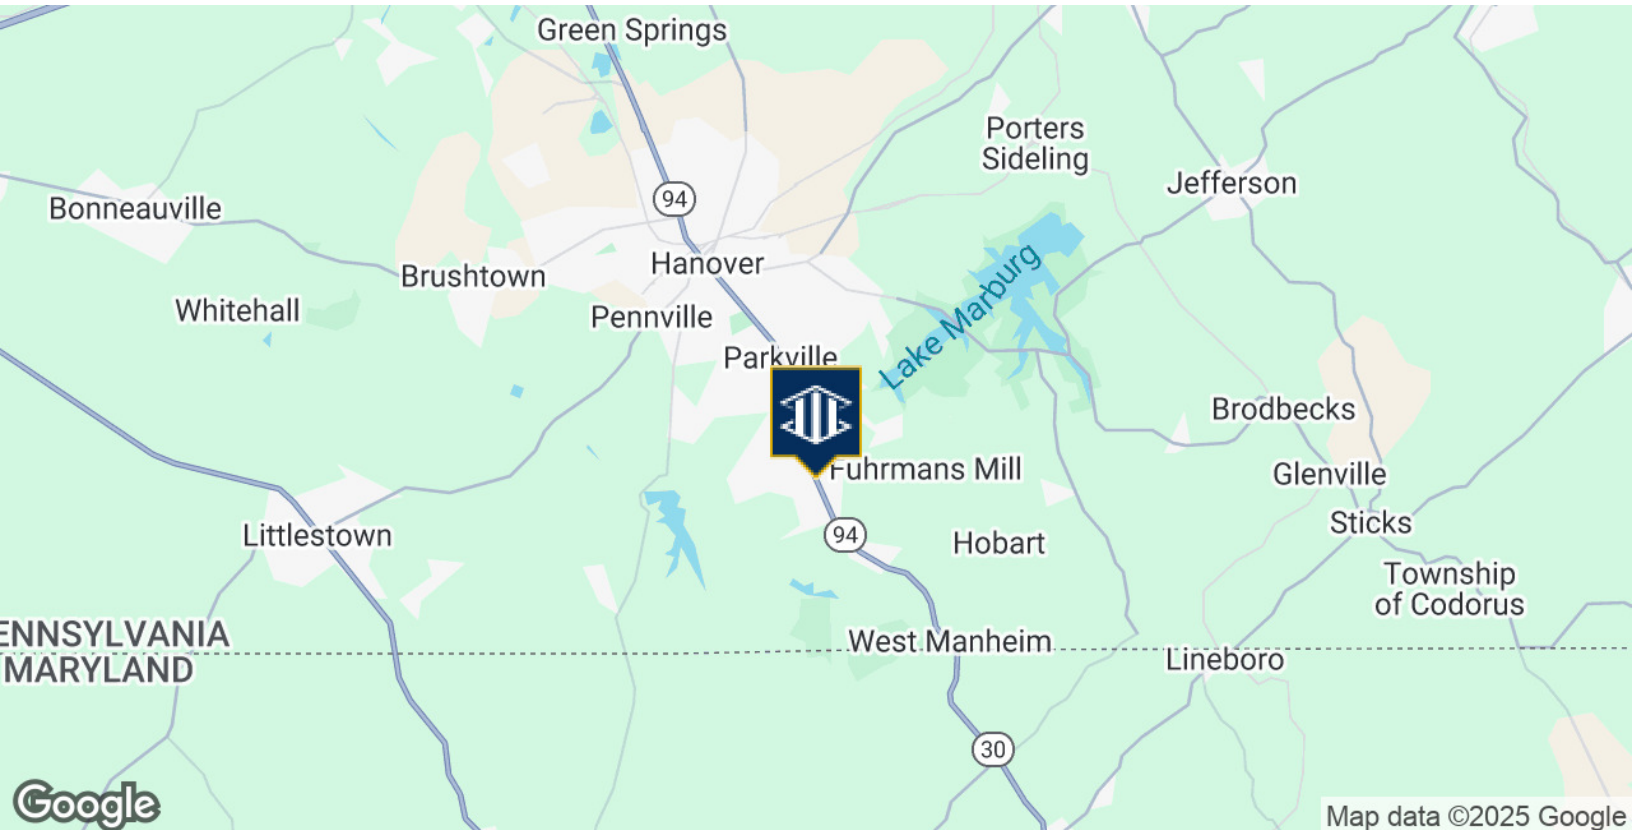 Green Springs
Porters
Sideling
Jefferson
94
Bonneauville
Hanover
Brushtown
Whitehall
Pennville
Lake Marburg
Parkville
Brodbecks
Fuhrmans Mill
Glenville
Sticks
Littlestown
94
Hobart
Township
of Codorus
ENNSYLVANIA
MARYLAND
West Manheim
Lineboro
30
Google
Map data ©2025 Google